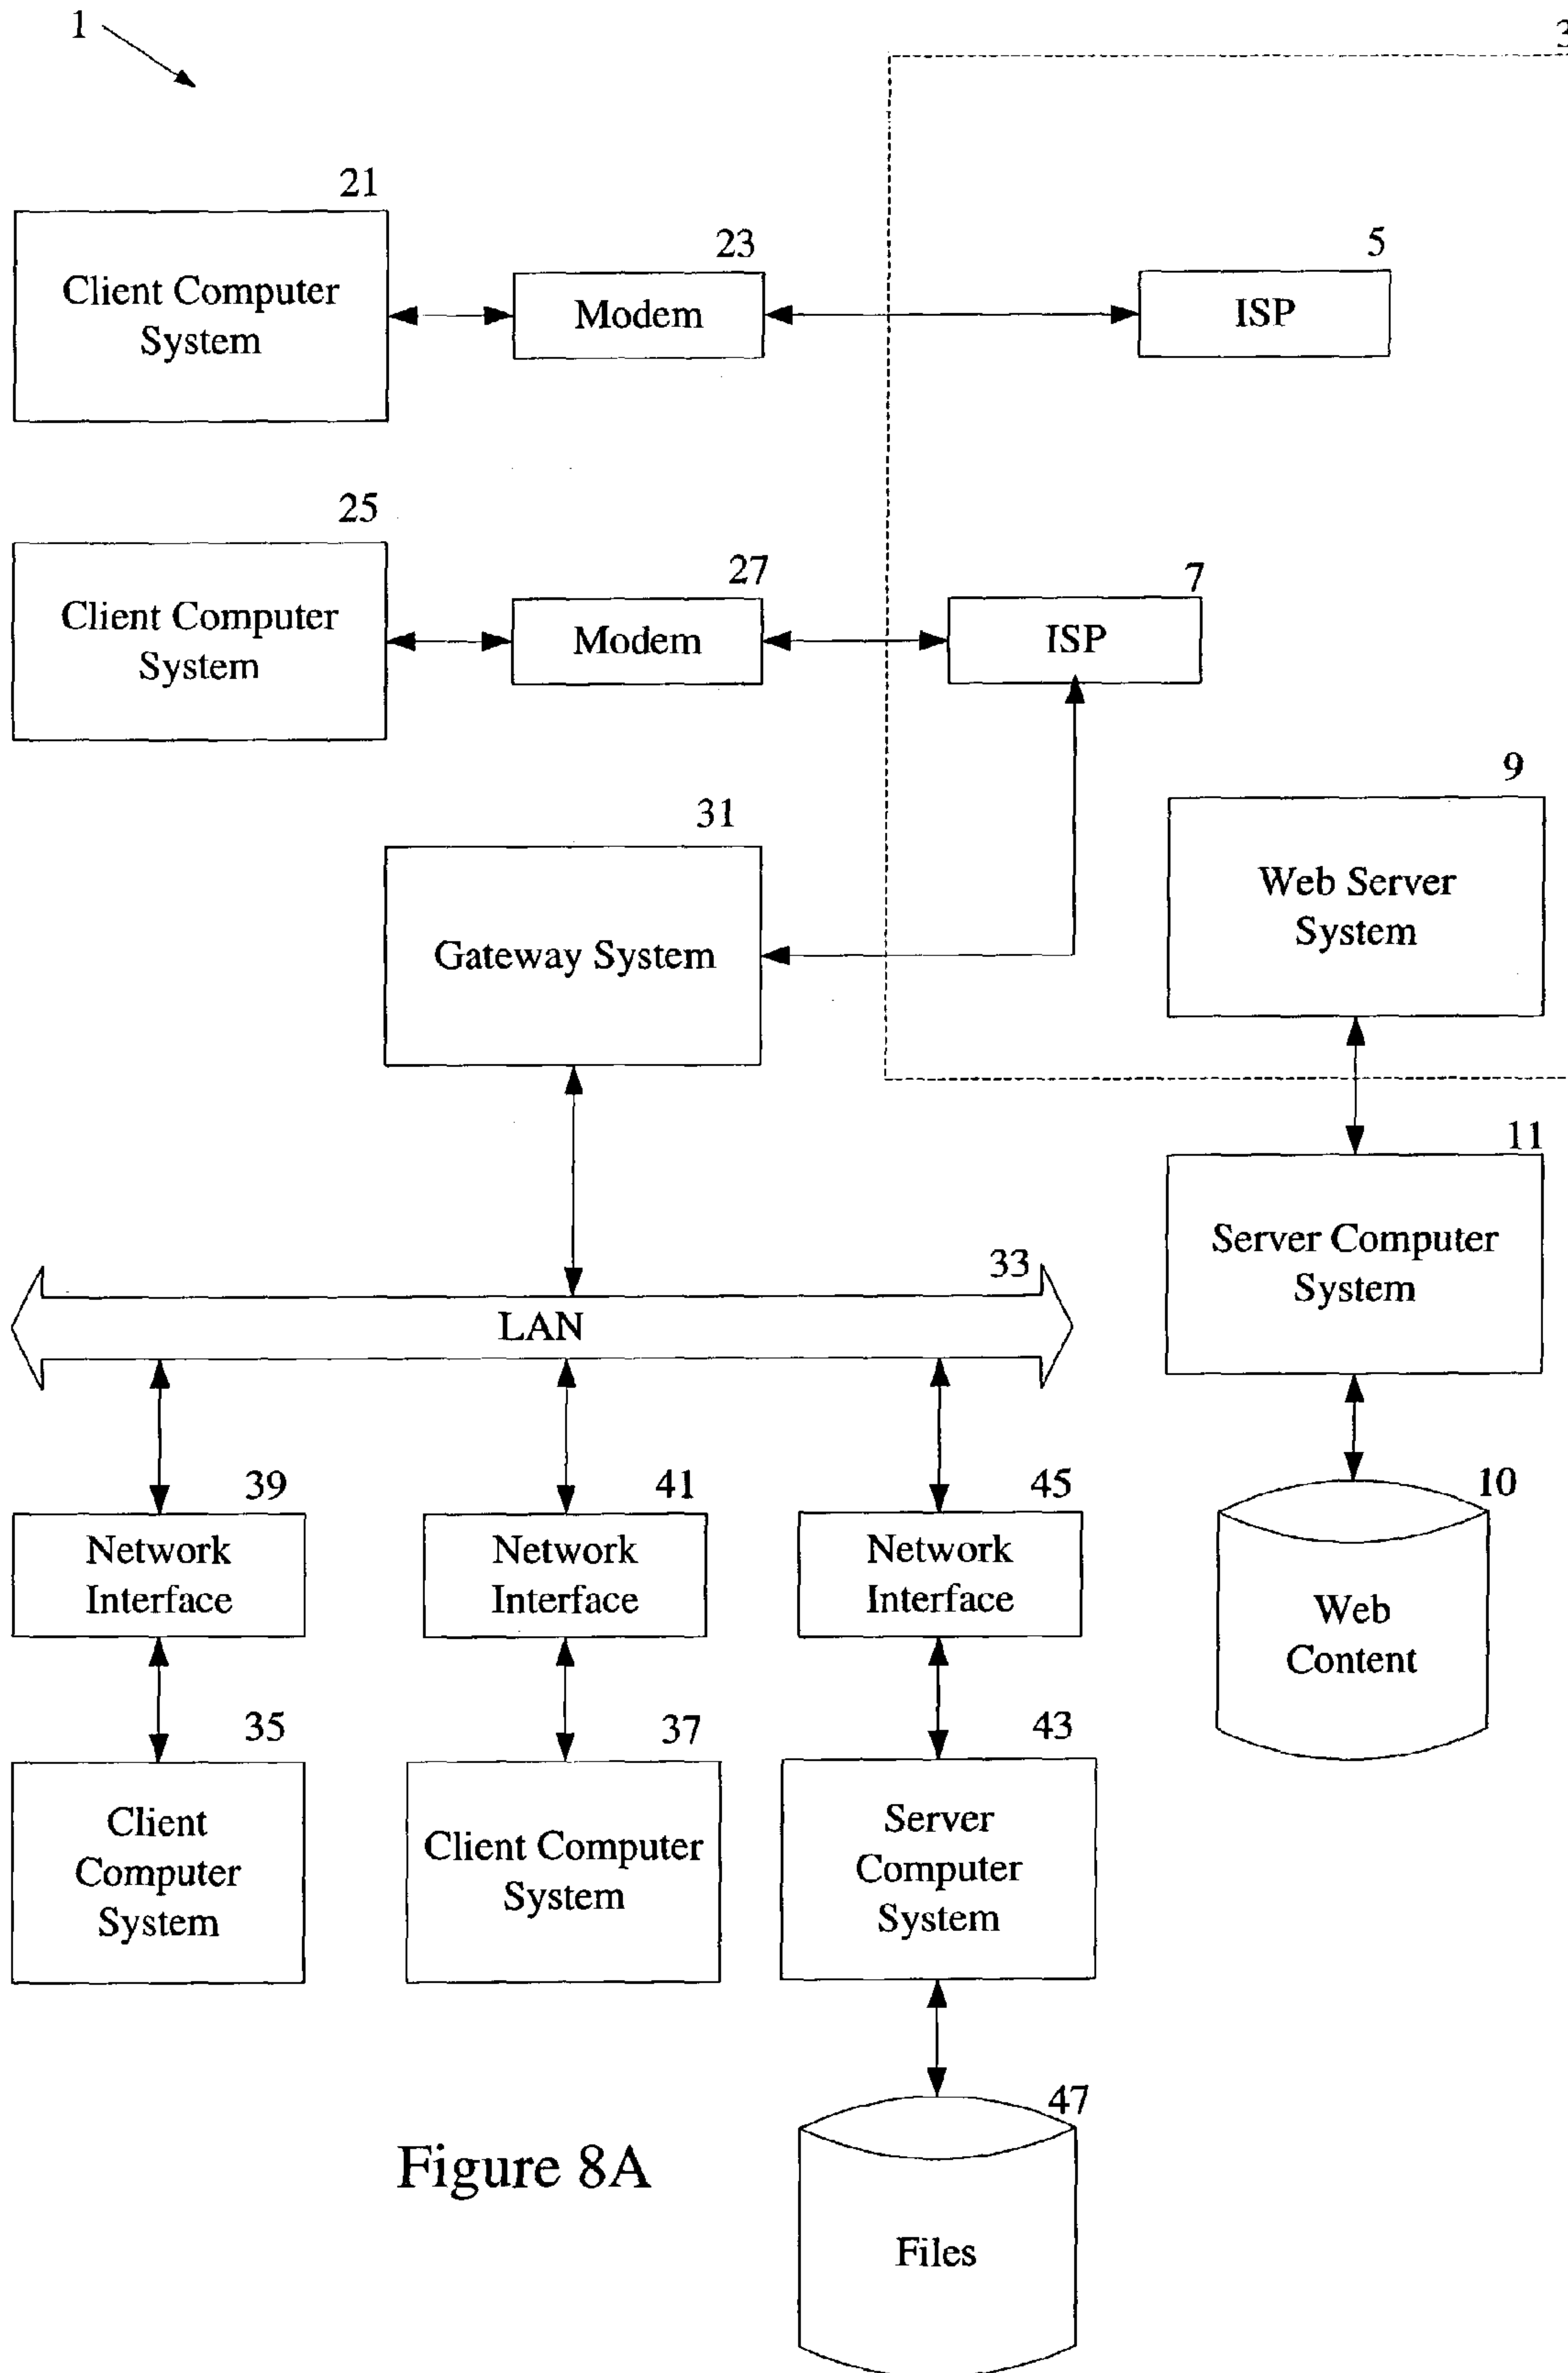 1
3
21
Client Computer
System
23
Modem
5
ISP
25
Client Computer
System
27
Modem
7
ISP
9
Web Server
System
31
Gateway System
11
Server Computer
System
33
LAN
39
Network
Interface
41
Network
Interface
45
Network
Interface
10
Web
Content
35
Client
Computer
System
37
Client Computer
System
43
Server
Computer
System
47
Files
Figure 8A